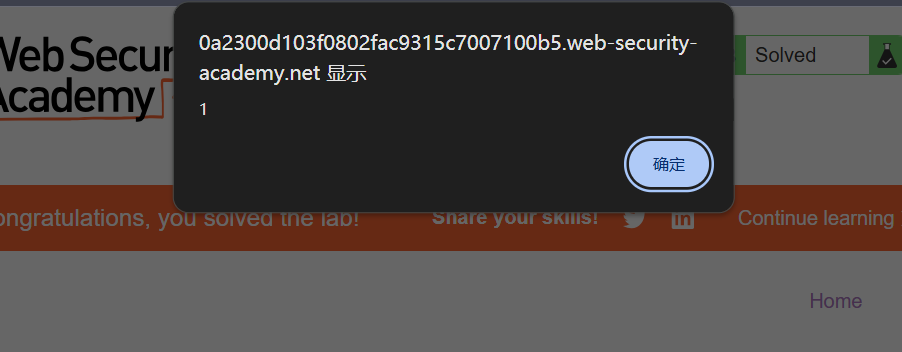 0a2300d103f0802fac9315c7007100b5.web-security-
academy.net 显示
1
确定
Web Secur
Academy
Solved
ongratulations, you solved the lab!
Share your skills!
Continue learning
Home